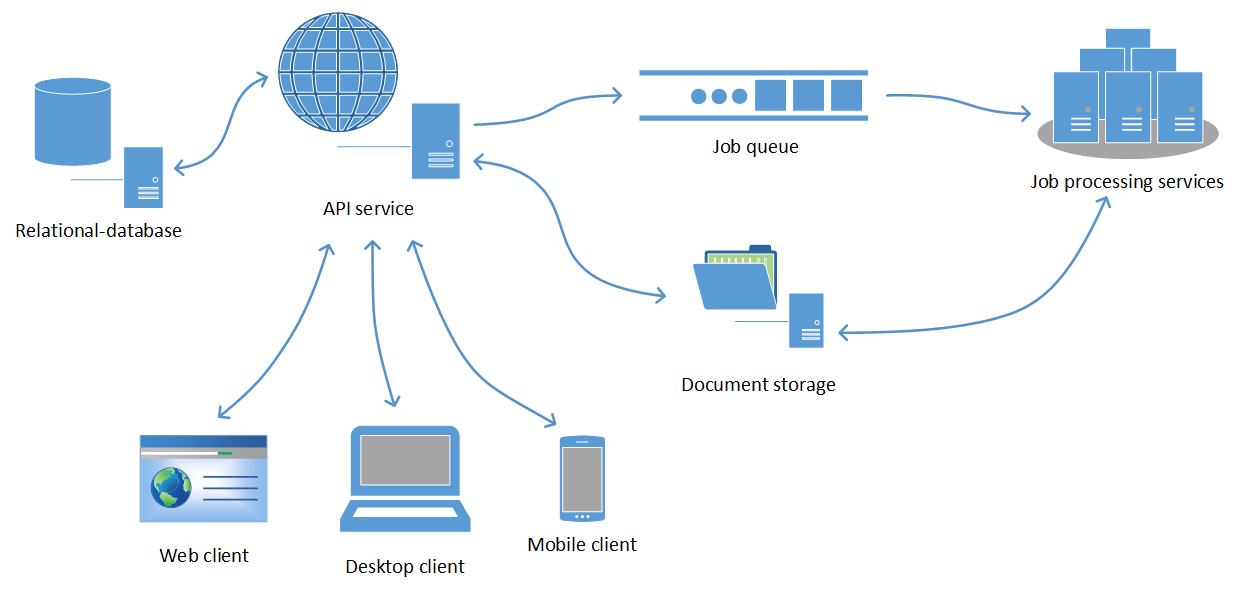 Job queue
Job processing services
API service
Relational-database
Document storage
Web client
Desktop client
Mobile client